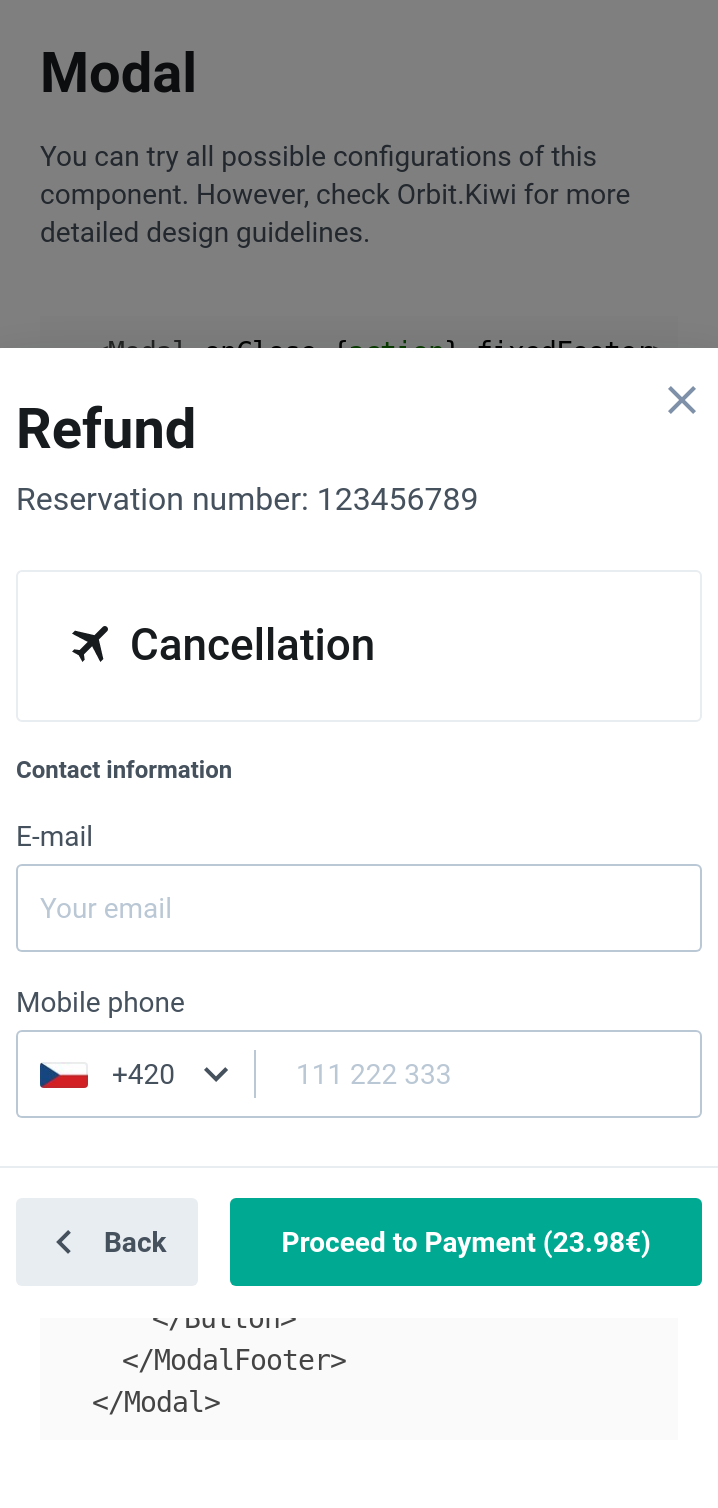 Modal
You can try all possible configurations of this
component. However, check Orbit.Kiwi for more
detailed design guidelines.
<Modal onClose={action} fixedFooter>
Refund
Reservation number: 123456789
Cancellation
Contact information
E-mail
Your email
Mobile phone
+420 111 222 333
Back Proceed to Payment (23.98€)
</Button>
</ModalFooter>
</Modal>